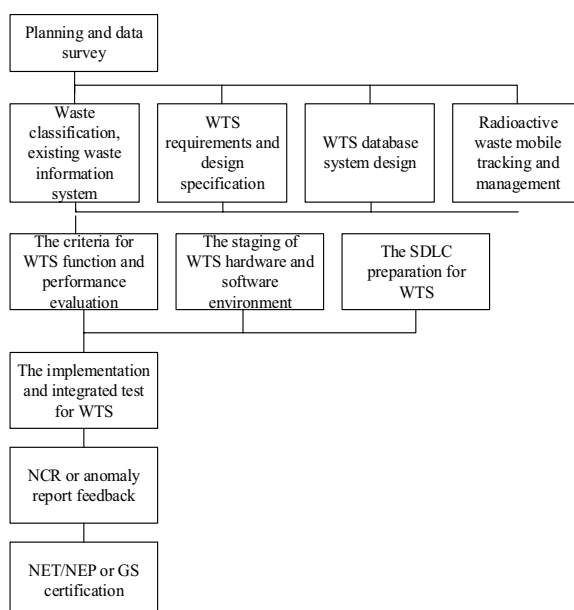 Planning and data
survey
Waste
classification,
existing waste
information
system
WTS
requirements and
design
specification
WTS database
system design
Radioactive
waste mobile
tracking and
management
The criteria for
WTS function and
performance
evaluation
The staging of
WTS hardware and
software
environment
The SDLC
preparation for
WTS
The implementation
and integrated test
for WTS
NCR or anomaly
report feedback
NET/NEP or GS
certification